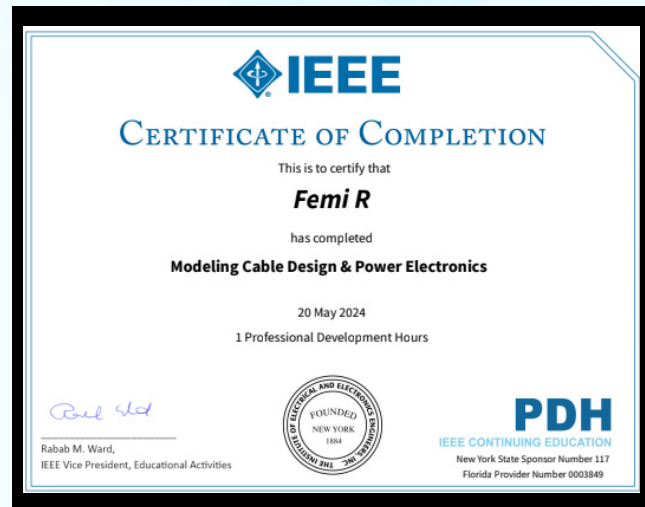 IEEE
CERTIFICATE OF COMPLETION
This is to certify that
Femi R
has completed
Modeling Cable Design & Power Electronics
20 May 2024
1 Professional Development Hours
Rabab M. Ward,
IEEE Vice President, Educational Activities
THE INSTITUTE OF ELECTRICAL AND ELECTRONICS ENGINEERS, INC.
FOUNDED
NEW YORK
1884
PDH
IEEE CONTINUING EDUCATION
New York State Sponsor Number 117
Florida Provider Number 0003849